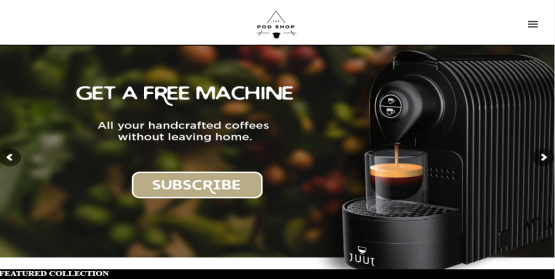 THE
POD SHOP
GET A FREE MACHINE
All your handcrafted coffees
without leaving home.
SUBSCRIBE
JUUT
FEATURED COLLECTION